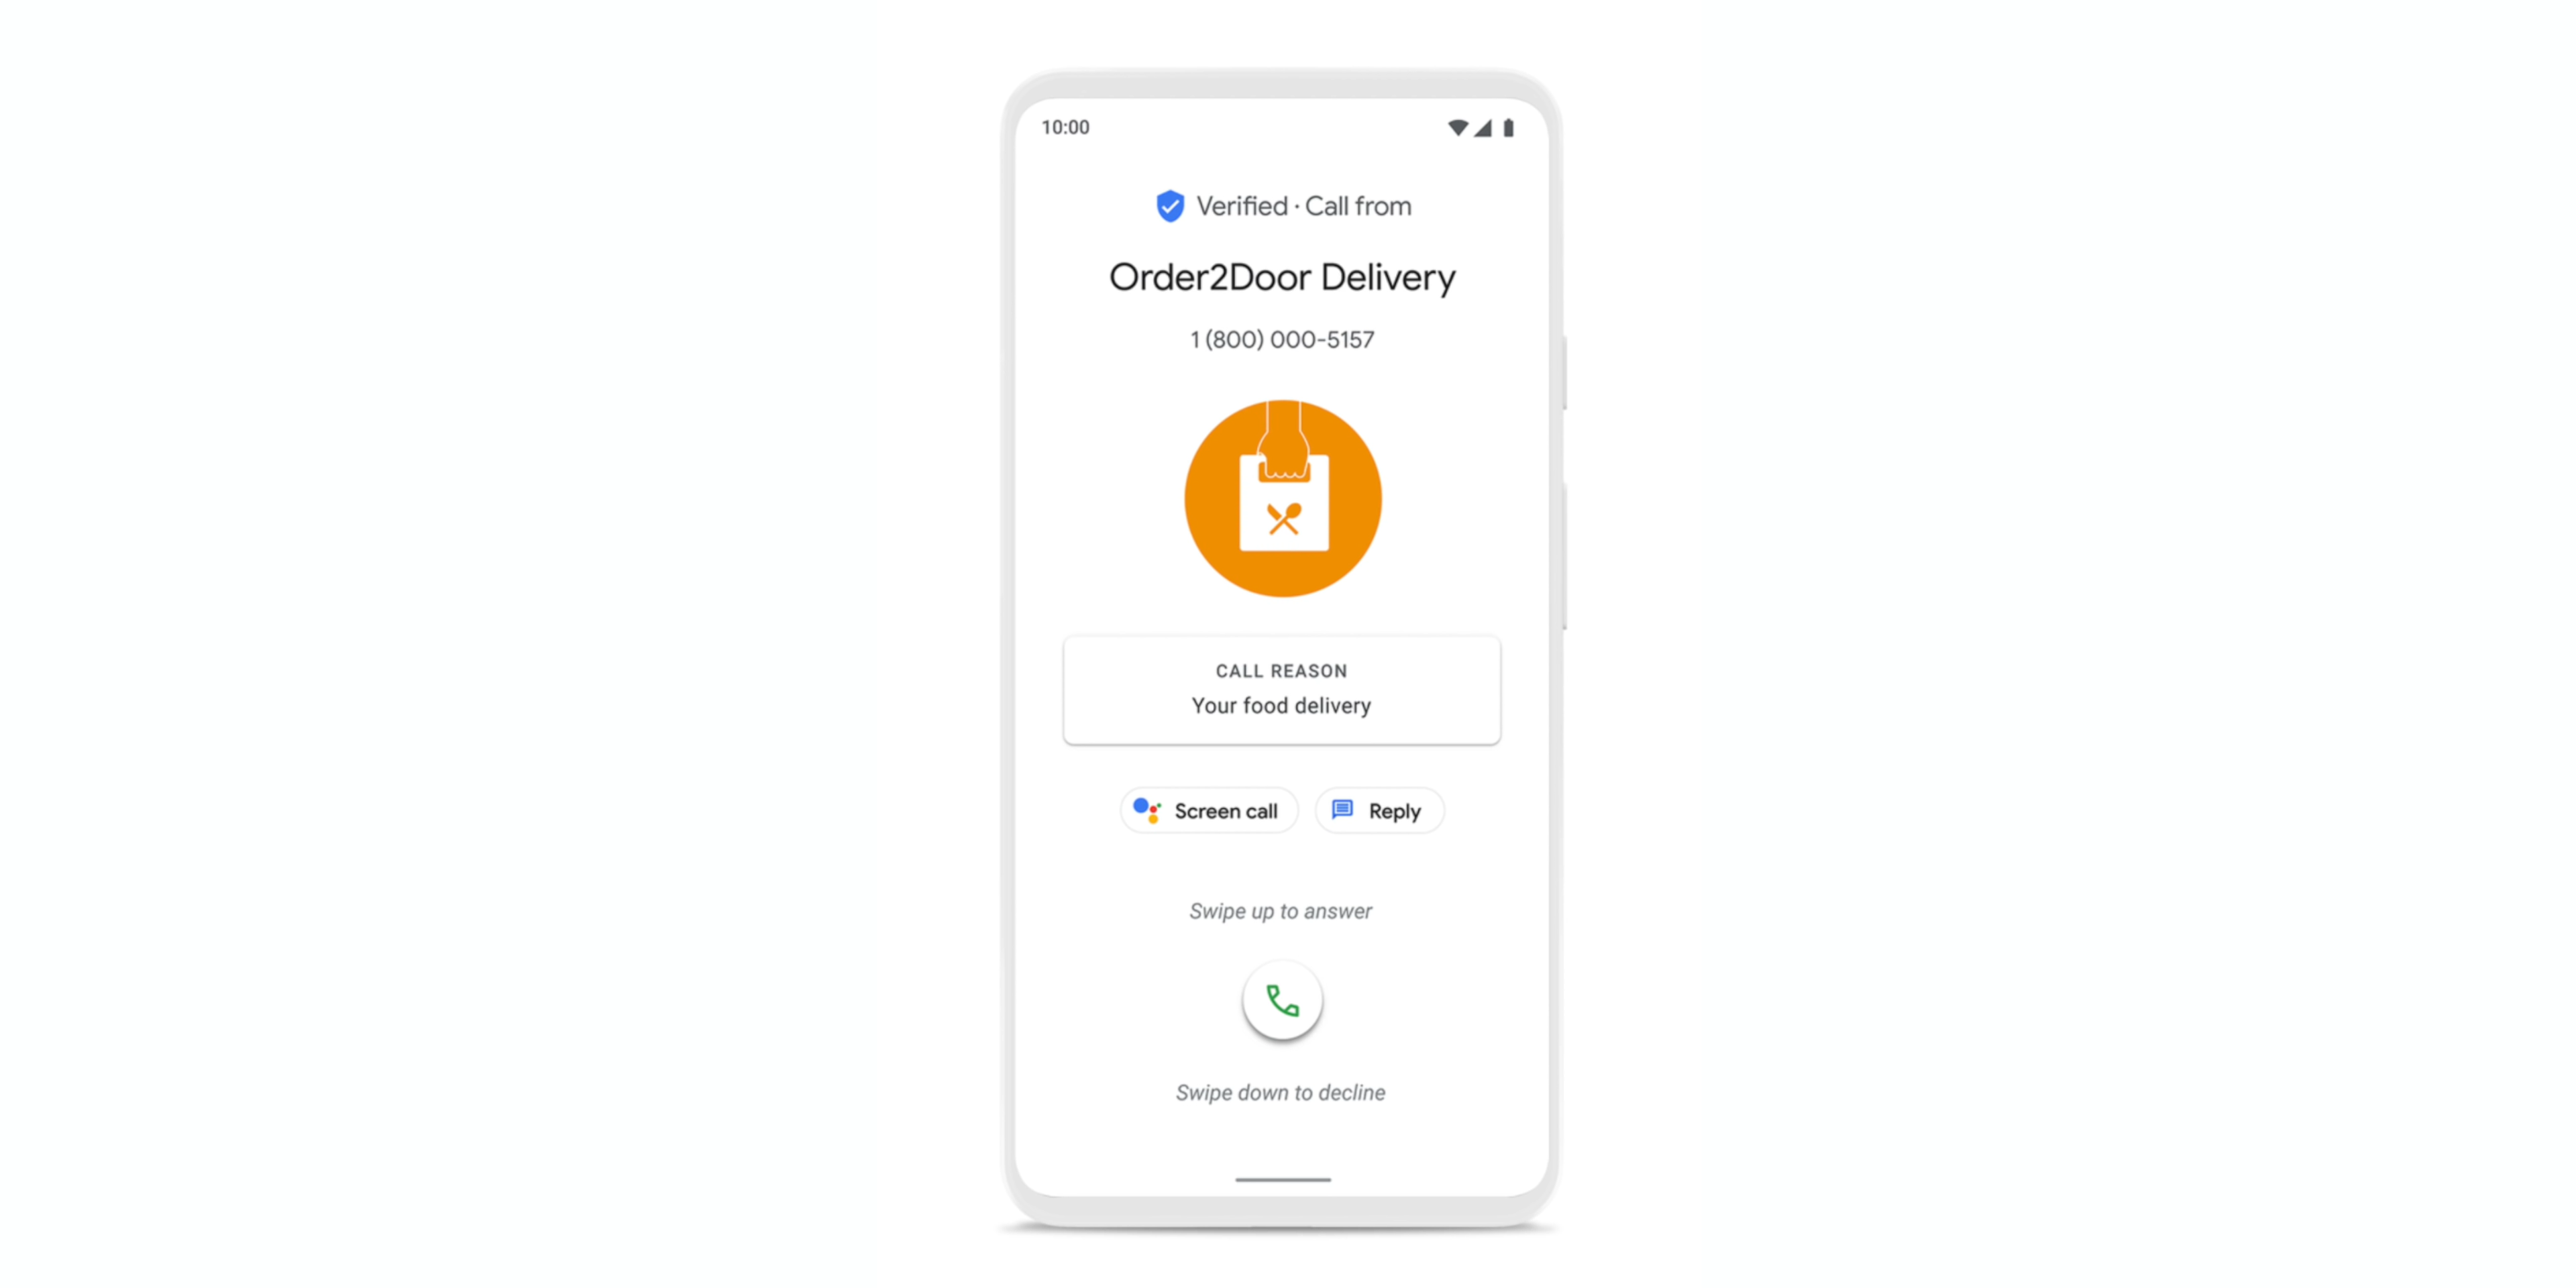 10:00
Verified · Call from
Order2Door Delivery
1 (800) 000-5157
CALL REASON
Your food delivery
Screen call
Reply
Swipe up to answer
Swipe down to decline